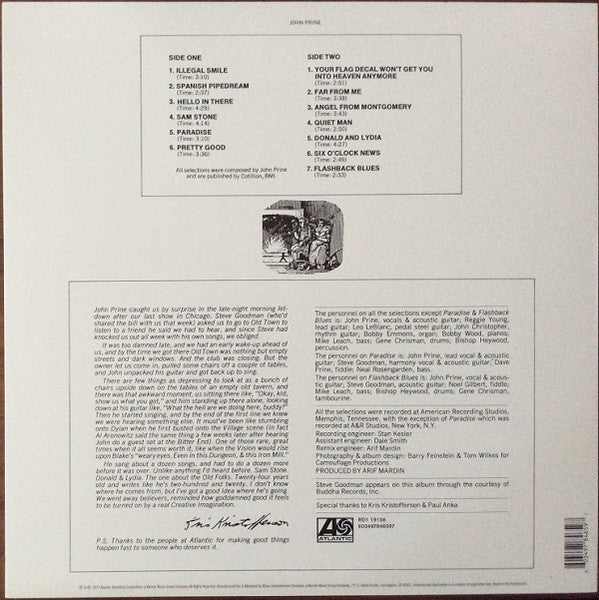 JOHN PRINE
SIDE ONE
1. ILLEGAL SMILE
(Time: 3:10)
2. SPANISH PIPEDREAM
(Time: 2:37)
3. HELLO IN THERE
(Time: 4:29)
4. SAM STONE
(Time: 4:14)
5. PARADISE
(Time: 3:10)
6. PRETTY GOOD
(Time: 3:36)
All selections were composed by John Prine
and are published by Cotillion, BMI.
SIDE TWO
1. YOUR FLAG DECAL WON'T GET YOU
INTO HEAVEN ANYMORE
(Time: 2:51)
2. FAR FROM ME
(Time: 3:38)
3. ANGEL FROM MONTGOMERY
(Time: 3:43)
4. QUIET MAN
(Time: 2:50)
5. DONALD AND LYDIA
(Time: 4:27)
6. SIX O'CLOCK NEWS
(Time: 2:49)
7. FLASHBACK BLUES
(Time: 2:33)
John Prine caught us by surprise in the late-night morning let-
down after our last show in Chicago. Steve Goodman (who'd
shared the bill with us that week) asked us to go to Old Town to
listen to a friend he said we had to hear, and since Steve had
knocked us out all week with his own songs, we obliged.
It was too damned late, and we had an early wake-up ahead of
us, and by the time we got there Old Town was nothing but empty
streets and dark windows. And the club was closing. But the
owner let us come in, pulled some chairs off a couple of tables,
and John unpacked his guitar and got back up to sing.
There are few things as depressing to look at as a bunch of
chairs upside down on the tables of an empty old tavern, and
there was that awkward moment, us sitting there like, "Okay, kid,
show us what you got," and him standing up there alone, looking
down at his guitar like, "What the hell are we doing here, buddy?"
Then he started singing, and by the end of the first line we knew
we were hearing something else. It must've been like stumbling
onto Dylan when he first busted onto the Village scene (in fact
Al Aronowitz said the same thing a few weeks later after hearing
John do a guest set at the Bitter End). One of those rare, great
times when it all seems worth it, like when the Vision would rise
upon Blake's "weary eyes, Even in this Dungeon, & this Iron Mill."
He sang about a dozen songs, and had to do a dozen more
before it was over. Unlike anything I'd heard before. Sam Stone.
Donald & Lydia. The one about the Old Folks. Twenty-four years
old and writes like he's two-hundred and twenty. I don't know
where he comes from, but I've got a good idea where he's going.
We went away believers, reminded how goddamned good it feels
to be turned on by a real Creative Imagination.
Kris Kristofferson
P.S. Thanks to the people at Atlantic for making good things
happen fast to someone who deserves it.
The personnel on all the selections except Paradise & Flashback
Blues is: John Prine, vocals & acoustic guitar; Reggie Young,
lead guitar; Leo LeBlanc, pedal steel guitar; John Christopher,
rhythm guitar; Bobby Emmons, organ; Bobby Wood, pianos;
Mike Leach, bass; Gene Chrisman, drums; Bishop Heywood,
percussion.
The personnel on Paradise is: John Prine, lead vocal & acoustic
guitar; Steve Goodman, harmony vocals & acoustic guitar; Dave
Prine, fiddle; Neal Rosengarden, bass.
The personnel on Flashback Blues is: John Prine, vocal & acous-
tic guitar; Steve Goodman, acoustic guitar; Noel Gilbert, fiddle;
Mike Leach, bass; Bishop Heywood, drums; Gene Chrisman,
tambourine.
All the selections were recorded at American Recording Studios,
Memphis, Tennessee, with the exception of Paradise which was
recorded at A&R Studios, New York, N.Y.
Recording engineer: Stan Kesler
Assistant engineer: Dale Smith
Remix engineer: Arif Mardin
Photography & album design: Barry Feinstein & Tom Wilkes for
Camouflage Productions
PRODUCED BY ARIF MARDIN
Steve Goodman appears on this album through the courtesy of
Buddha Records, Inc.
Special thanks to Kris Kristofferson & Paul Anka
ATLANTIC
RD1 19156
603497846597